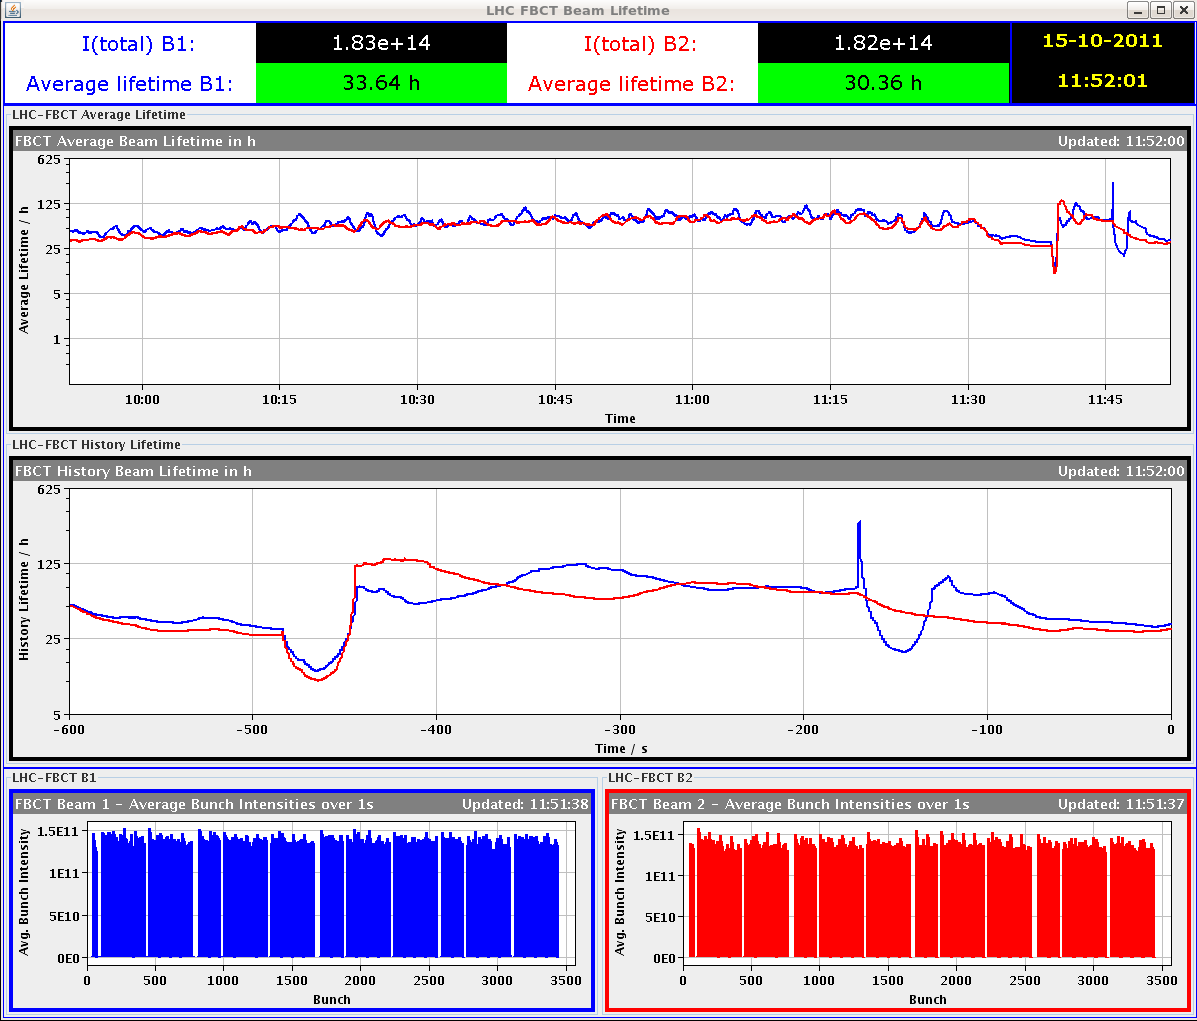 LHC FBCT Beam Lifetime
I(total) B1: 1.83e+14 I(total) B2: 1.82e+14 15-10-2011
Average lifetime B1: 33.64 h Average lifetime B2: 30.36 h 11:52:01
LHC-FBCT Average Lifetime
FBCT Average Beam Lifetime in h Updated: 11:52:00
Average Lifetime / h
625
125
25
5
1
10:00 10:15 10:30 10:45 11:00 11:15 11:30 11:45
Time
LHC-FBCT History Lifetime
FBCT History Beam Lifetime in h Updated: 11:52:00
History Lifetime / h
625
125
25
5
-600 -500 -400 -300 -200 -100 0
Time / s
LHC-FBCT B1
FBCT Beam 1 - Average Bunch Intensities over 1s Updated: 11:51:38
Avg. Bunch Intensity
1.5E11
1E11
5E10
0E0
0 500 1000 1500 2000 2500 3000 3500
Bunch
LHC-FBCT B2
FBCT Beam 2 - Average Bunch Intensities over 1s Updated: 11:51:37
Avg. Bunch Intensity
1.5E11
1E11
5E10
0E0
0 500 1000 1500 2000 2500 3000 3500
Bunch